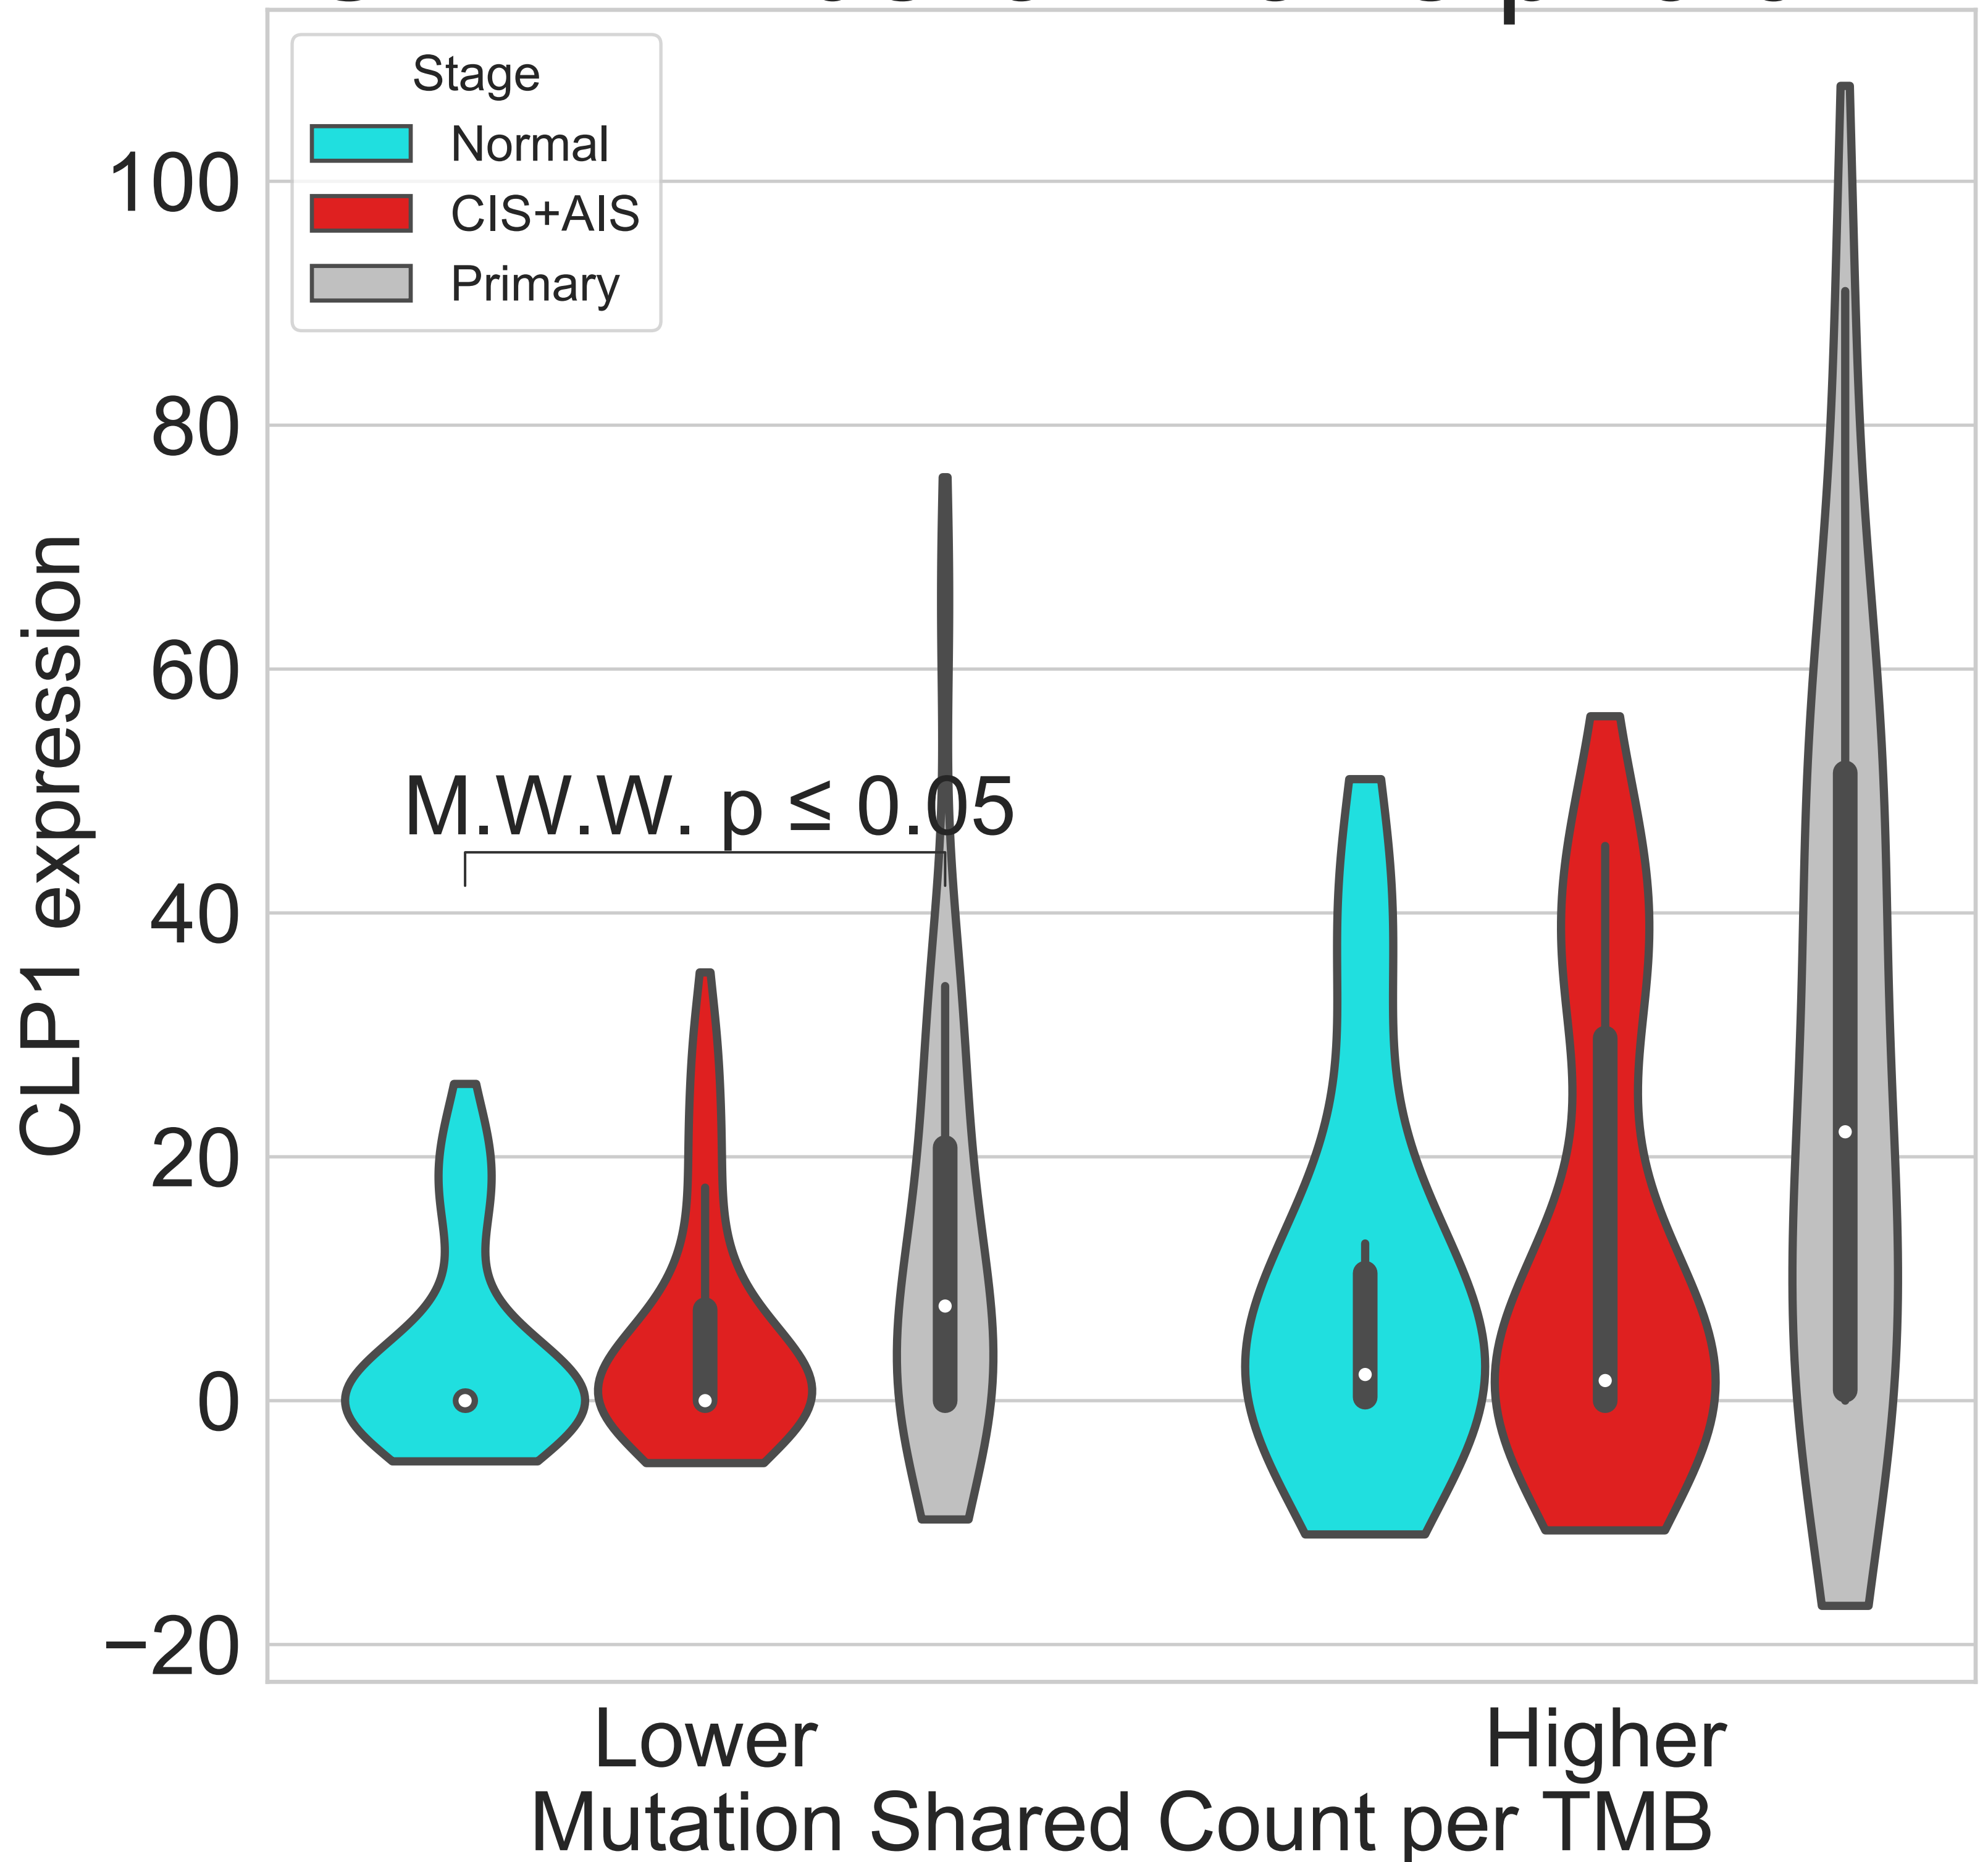 Stage
Normal
CIS+AIS
Primary
100
80
60
40
20
0
−20
CLP1 expression
M.W.W. p ≤ 0.05
Lower
Higher
Mutation Shared Count per TMB